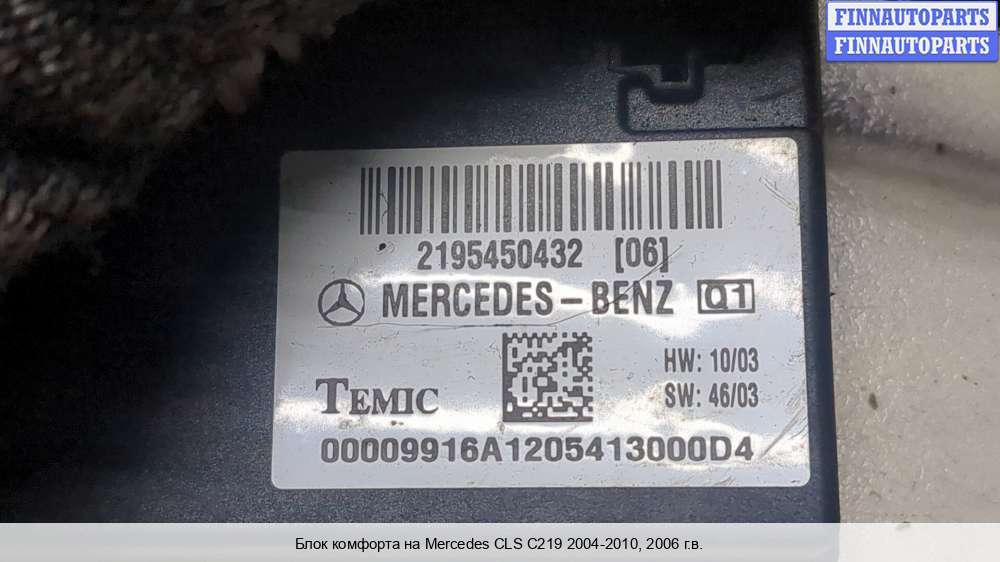 FINNAUTOPARTS
FINNAUTOPARTS
2195450432 [06]
MERCEDES-BENZ Q1
HW: 10/03
TEMIC
SW: 46/03
00009916A1205413000D4
Блок комфорта на Mercedes CLS C219 2004-2010, 2006 г.в.